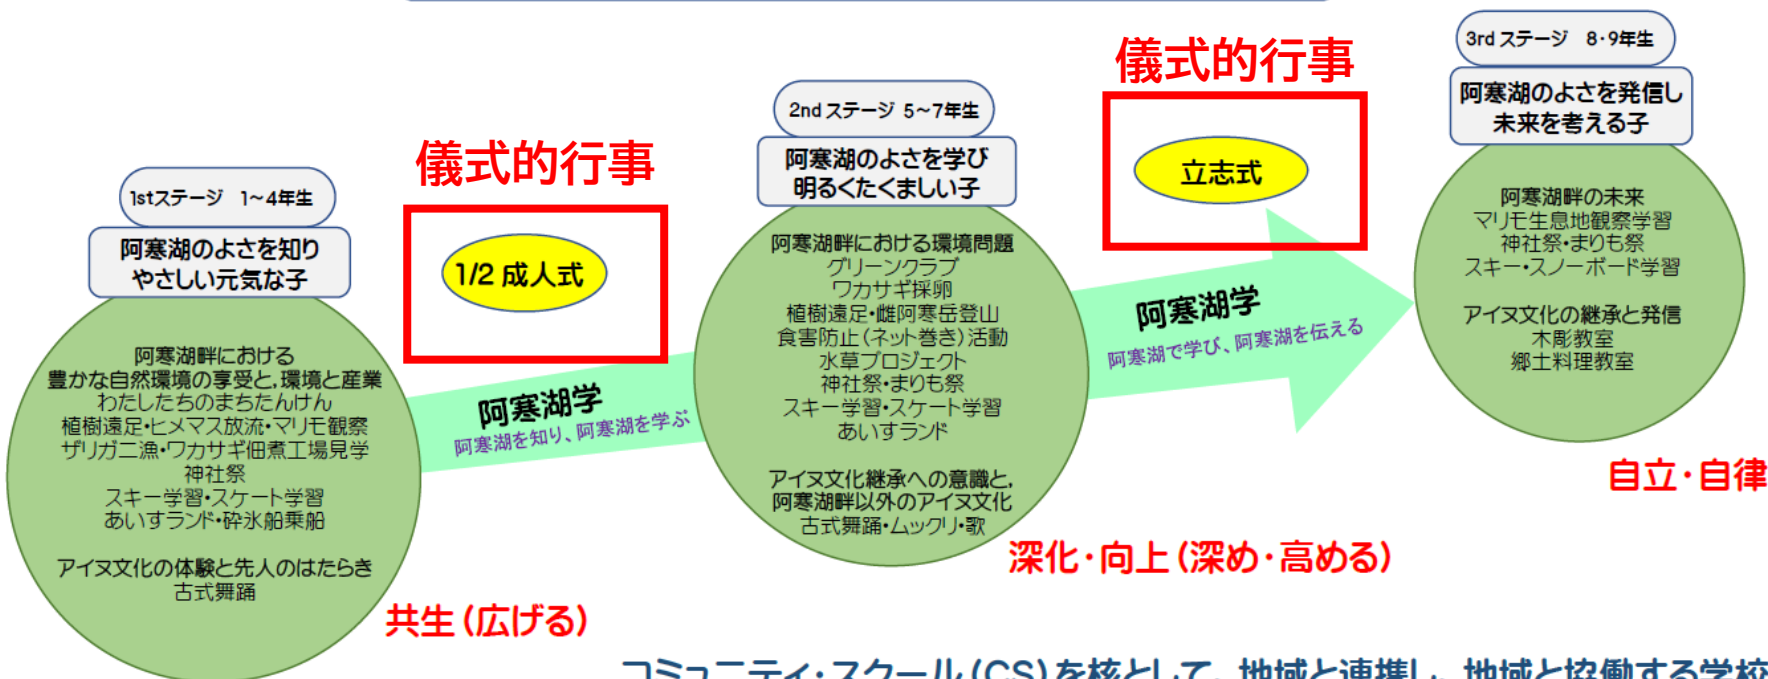 儀式的行事
1stステージ 1~4年生
阿寒湖のよさを知り
やさしい元気な子
1/2 成人式
阿寒湖畔における
豊かな自然環境の享受と,環境と産業
わたしたちのまちたんけん
植樹遠足・ヒメマス放流・マリモ観察
ザリガニ漁・ワカサギ佃煮工場見学
神社祭
スキー学習・スケート学習
あいすランド・砕氷船乗船
アイヌ文化の体験と先人のはたらき
古式舞踊
共生(広げる)
阿寒湖学
阿寒湖を知り、阿寒湖を学ぶ
2nd ステージ 5~7年生
阿寒湖のよさを学び
明るくたくましい子
阿寒湖畔における環境問題
グリーンクラブ
ワカサギ採卵
植樹遠足・雌阿寒岳登山
食害防止(ネット巻き)活動
水草プロジェクト
神社祭・まりも祭
スキー学習・スケート学習
あいすランド
アイヌ文化継承への意識と,
阿寒湖畔以外のアイヌ文化
古式舞踊・ムックリ・歌
深化・向上(深め・高める)
儀式的行事
立志式
阿寒湖学
阿寒湖で学び、阿寒湖を伝える
3rd ステージ 8・9年生
阿寒湖のよさを発信し
未来を考える子
阿寒湖畔の未来
マリモ生息地観察学習
神社祭・まりも祭
スキー・スノーボード学習
アイヌ文化の継承と発信
木彫教室
郷土料理教室
自立・自律
コミュニティ・スクール(CS)を核として、地域と連携し、地域と協働する学校